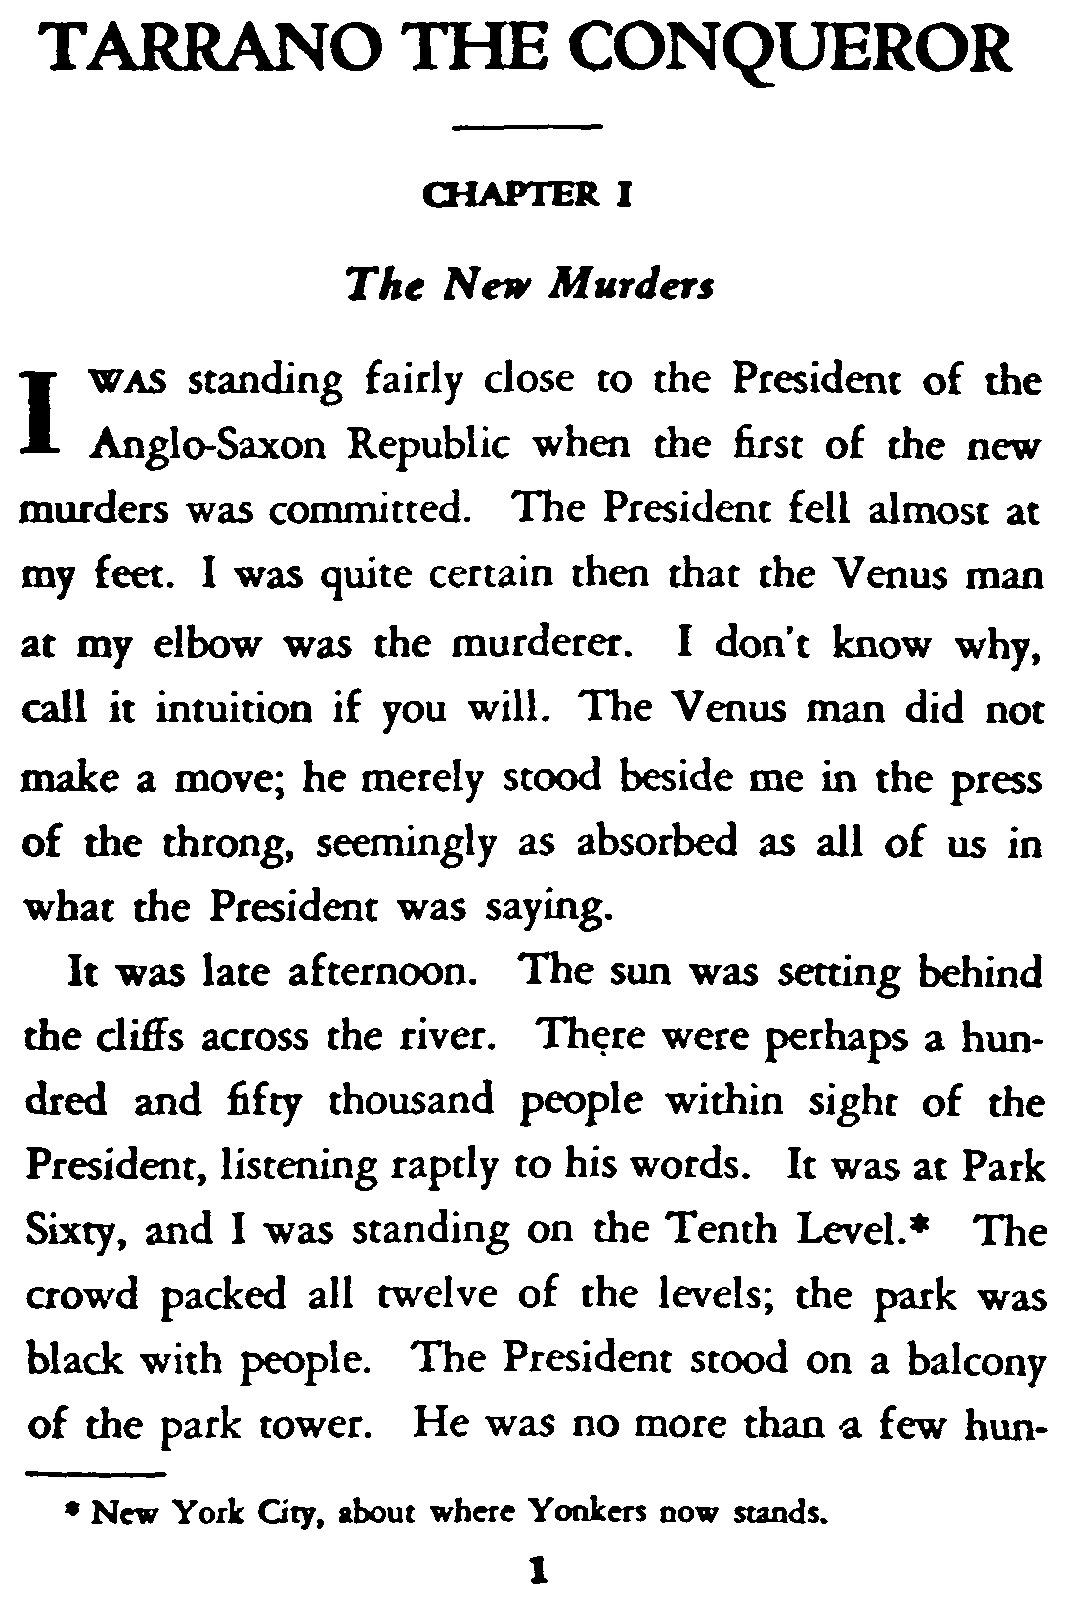 TARRANO THE CONQUEROR
CHAPTER I
The New Murders
I WAS standing fairly close to the President of the
Anglo-Saxon Republic when the first of the new
murders was committed. The President fell almost at
my feet. I was quite certain then that the Venus man
at my elbow was the murderer. I don't know why,
call it intuition if you will. The Venus man did not
make a move; he merely stood beside me in the press
of the throng, seemingly as absorbed as all of us in
what the President was saying.
It was late afternoon. The sun was setting behind
the cliffs across the river. There were perhaps a hun-
dred and fifty thousand people within sight of the
President, listening raptly to his words. It was at Park
Sixty, and I was standing on the Tenth Level.* The
crowd packed all twelve of the levels; the park was
black with people. The President stood on a balcony
of the park tower. He was no more than a few hun-
* New York City, about where Yonkers now stands.
1